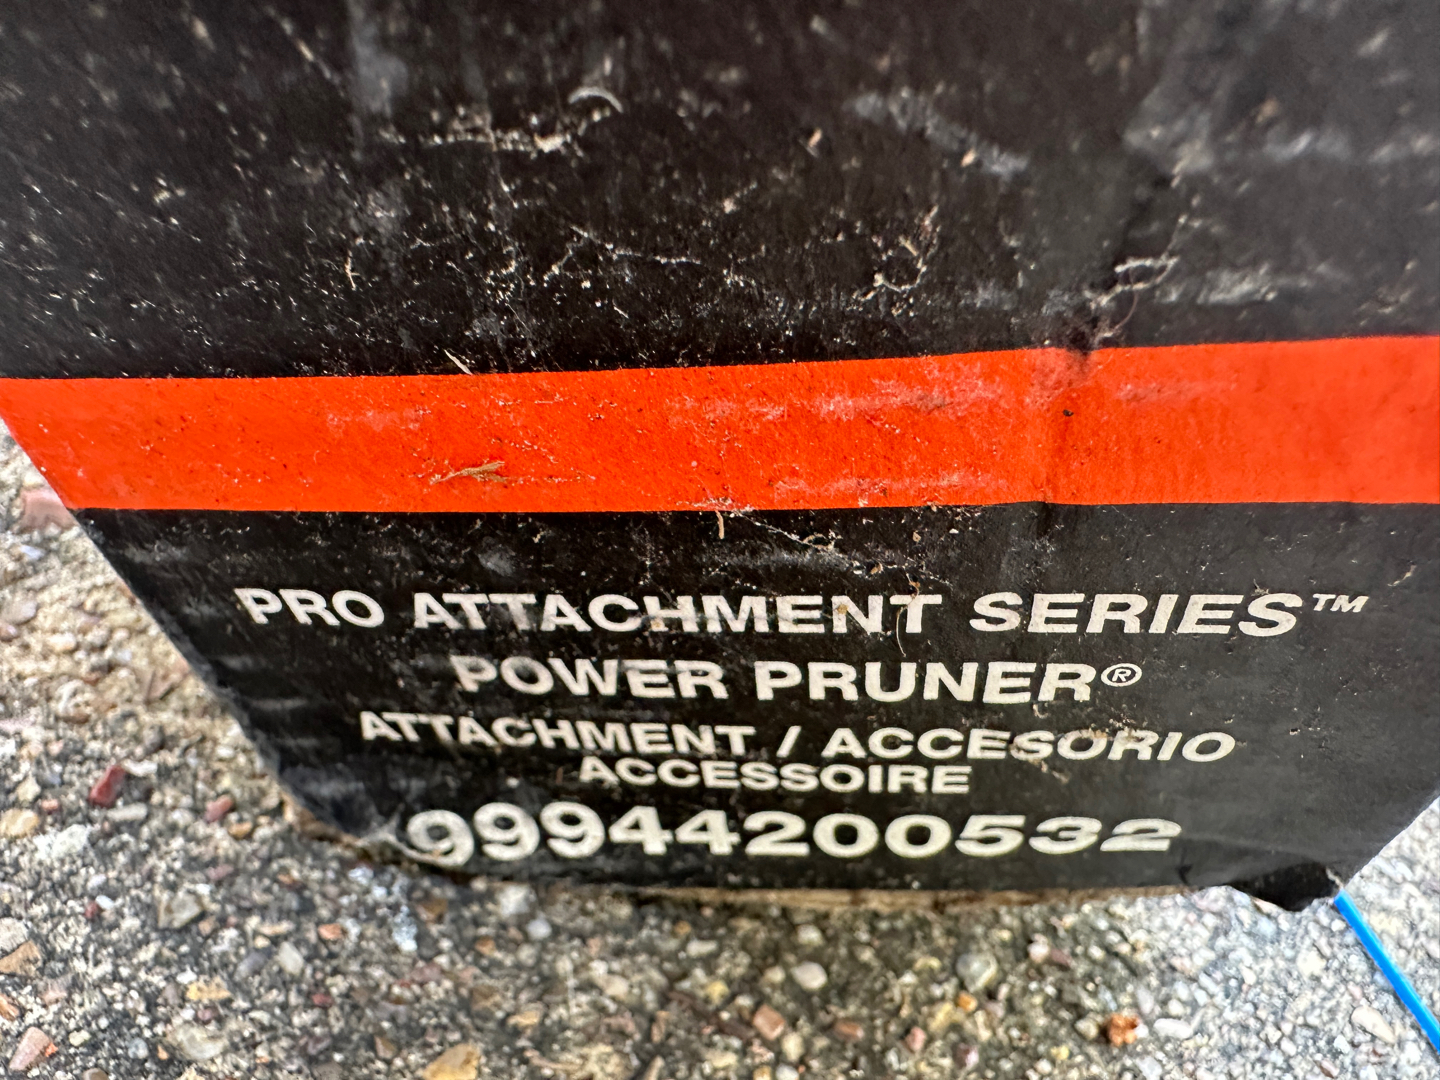 PRO ATTACHMENT SERIES™
POWER PRUNER®
ATTACHMENT / ACCESORIO
ACCESSOIRE
99944200532